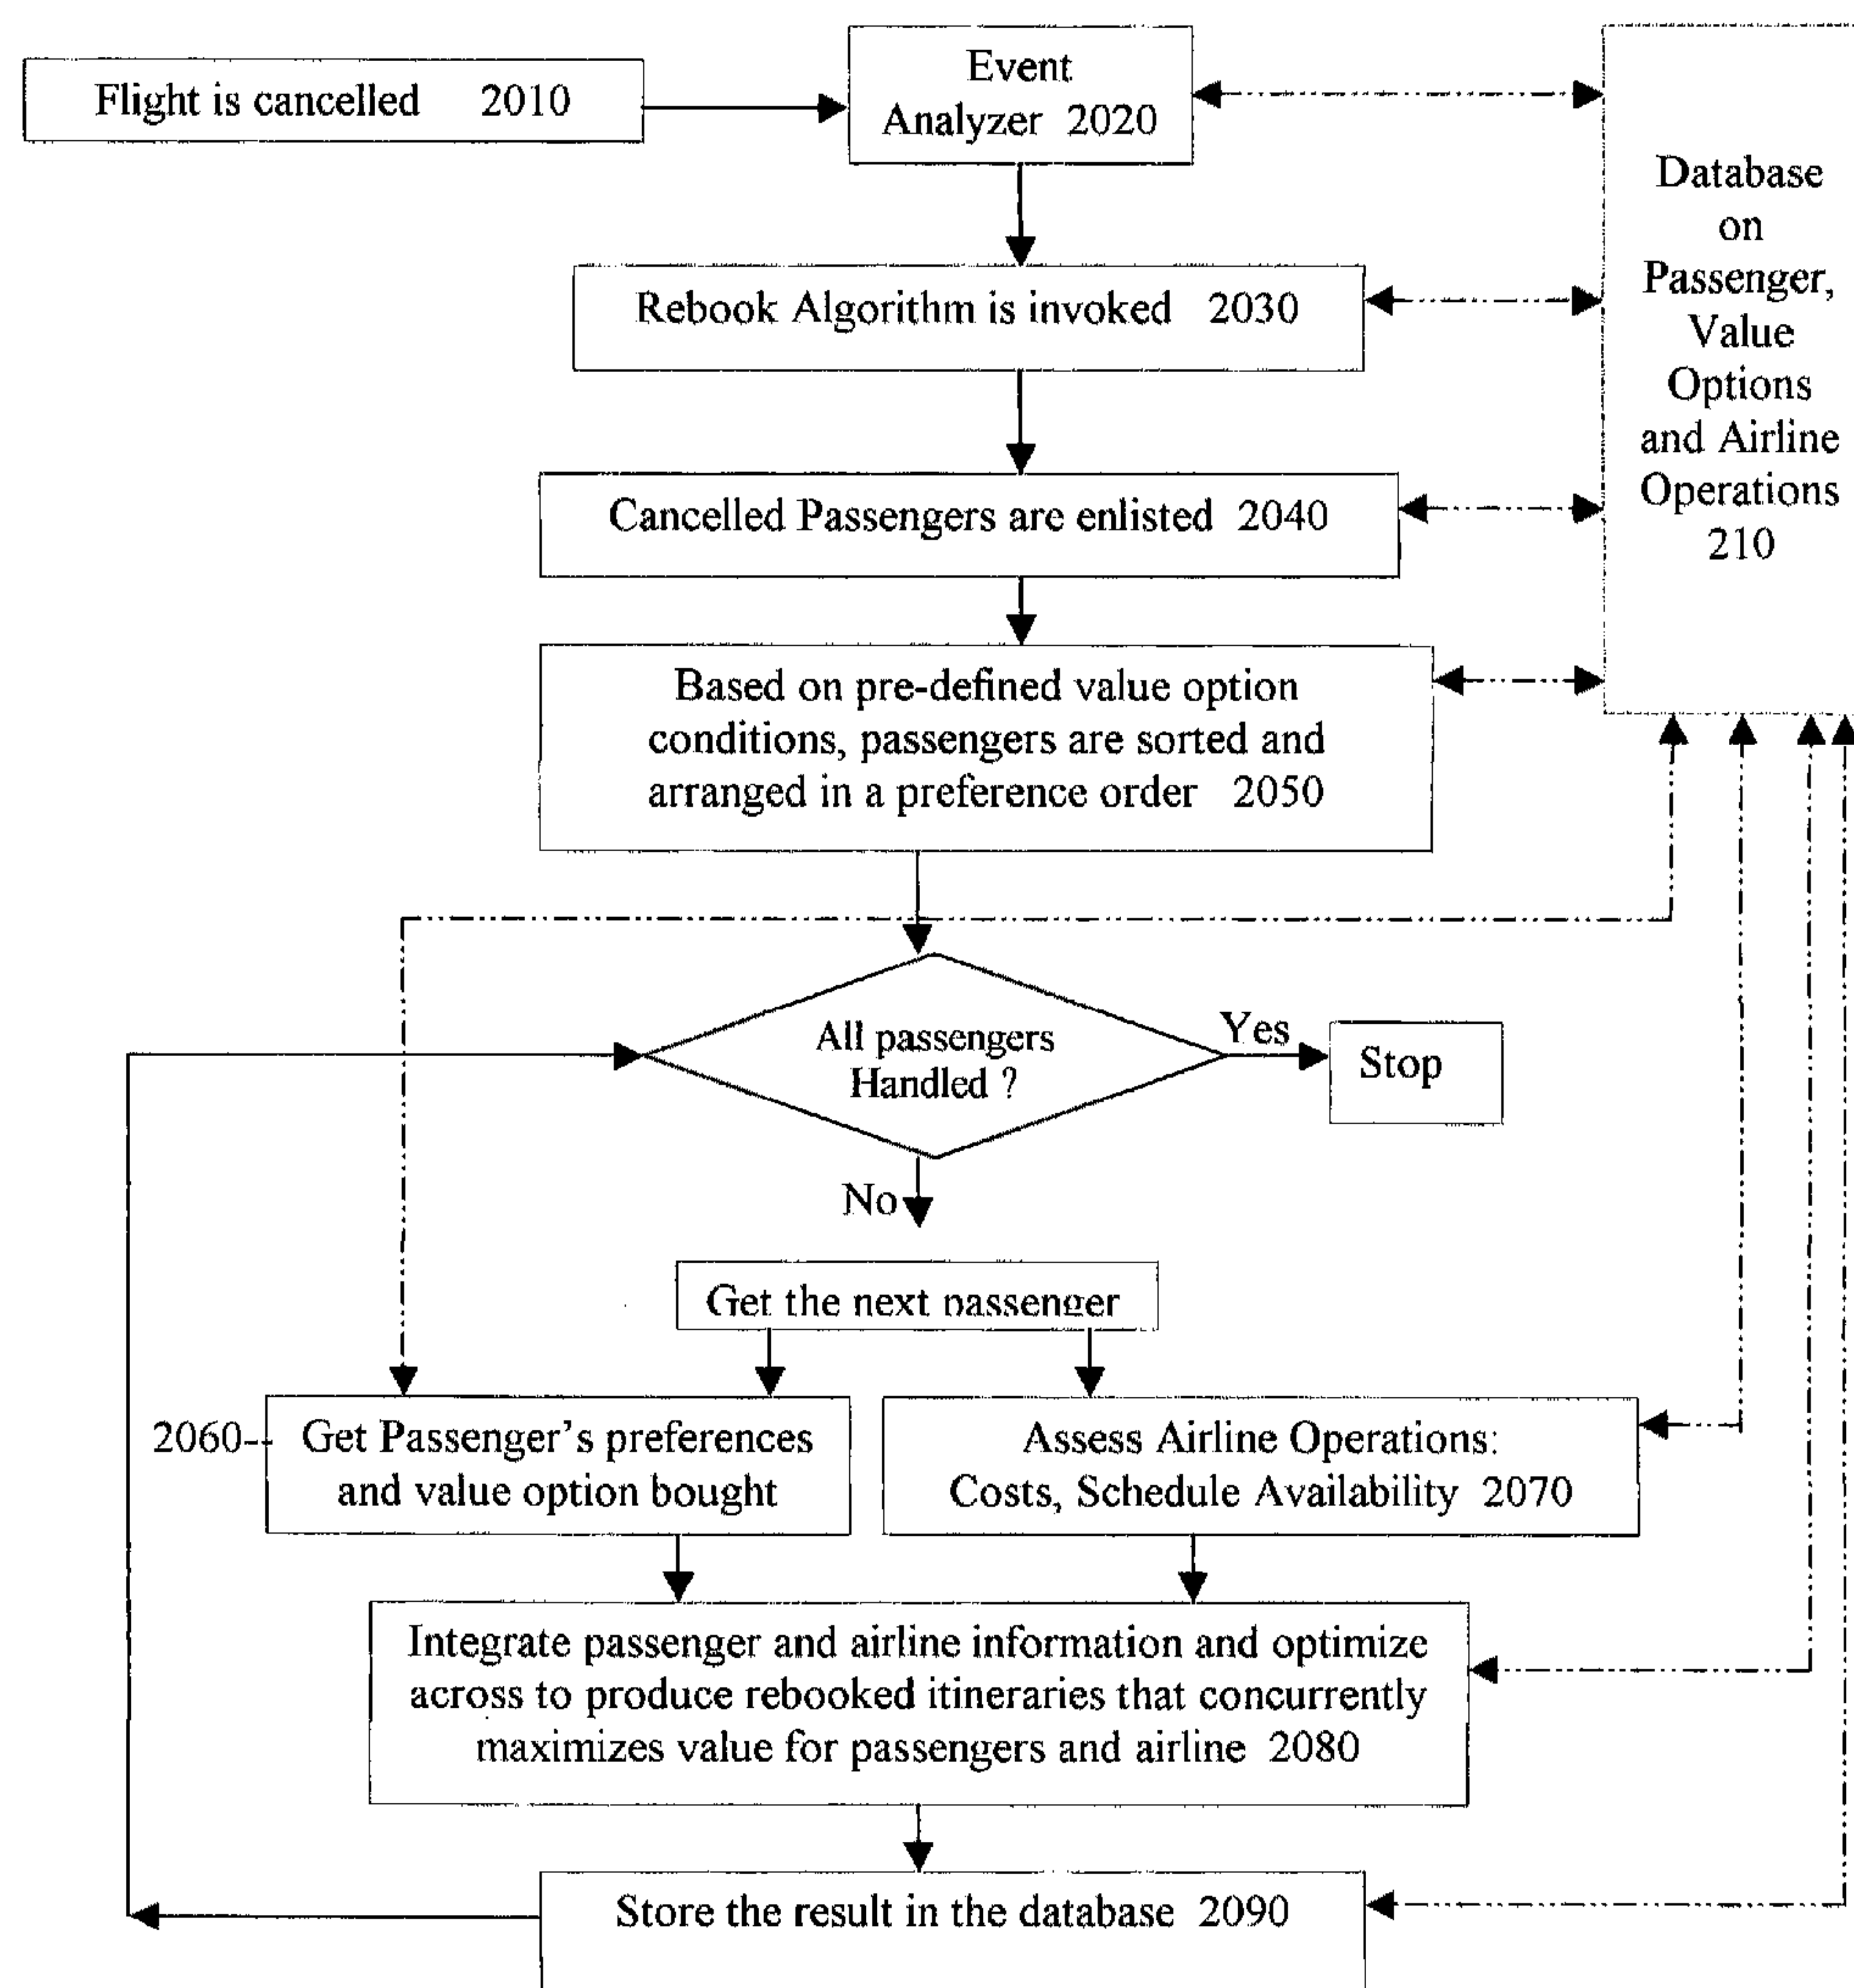 Flight is cancelled 2010
Event
Analyzer 2020
Database
on
Passenger,
Value
Options
and Airline
Operations
210
Rebook Algorithm is invoked 2030
Cancelled Passengers are enlisted 2040
Based on pre-defined value option
conditions, passengers are sorted and
arranged in a preference order 2050
All passengers
Handled ?
Yes
Stop
No
Get the next passenger
2060
Get Passenger's preferences
and value option bought
Assess Airline Operations:
Costs, Schedule Availability 2070
Integrate passenger and airline information and optimize
across to produce rebooked itineraries that concurrently
maximizes value for passengers and airline 2080
Store the result in the database 2090